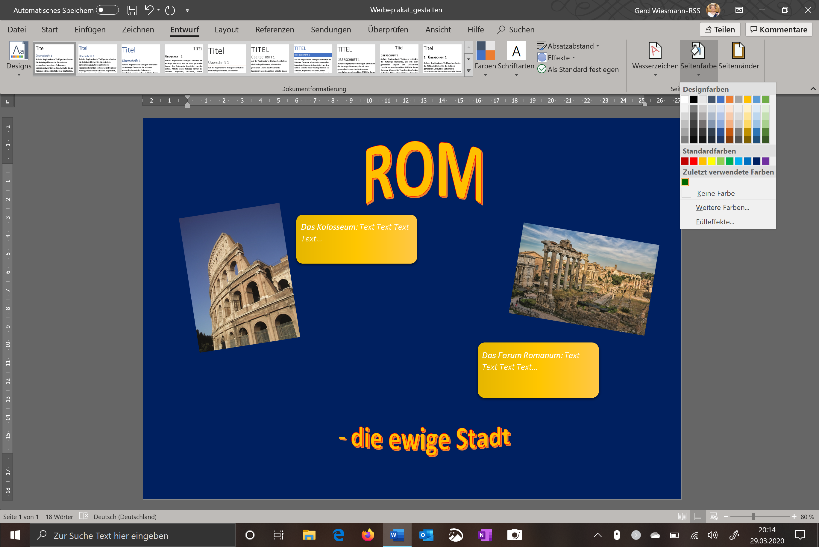 Automatisches Speichern
Werbeplakat_gestalten
Gerd Wiesmann-RSS
Datei Start Einfügen Zeichnen Entwurf Layout Referenzen Sendungen Überprüfen Ansicht Hilfe Suchen
Teilen Kommentare
Designs
Titel Titel Titel TITEL Titel TITEL TITEL TITEL Titel
Farben Schriftarten
Absatzabstand
Effekte
Als Standard festlegen
Wasserzeichen Seitenfarbe Seitenränder
Dokumentformatierung
Designfarben
Standardfarben
Zuletzt verwendete Farben
Keine Farbe
Weitere Farben...
Fülleffekte...
ROM
Das Kolosseum: Text Text Text
Text...
Das Forum Romanum: Text
Text Text Text...
- die ewige Stadt
Seite 1 von 1 18 Wörter Deutsch (Deutschland)
80 %
Zur Suche Text hier eingeben
20:14
29.03.2020